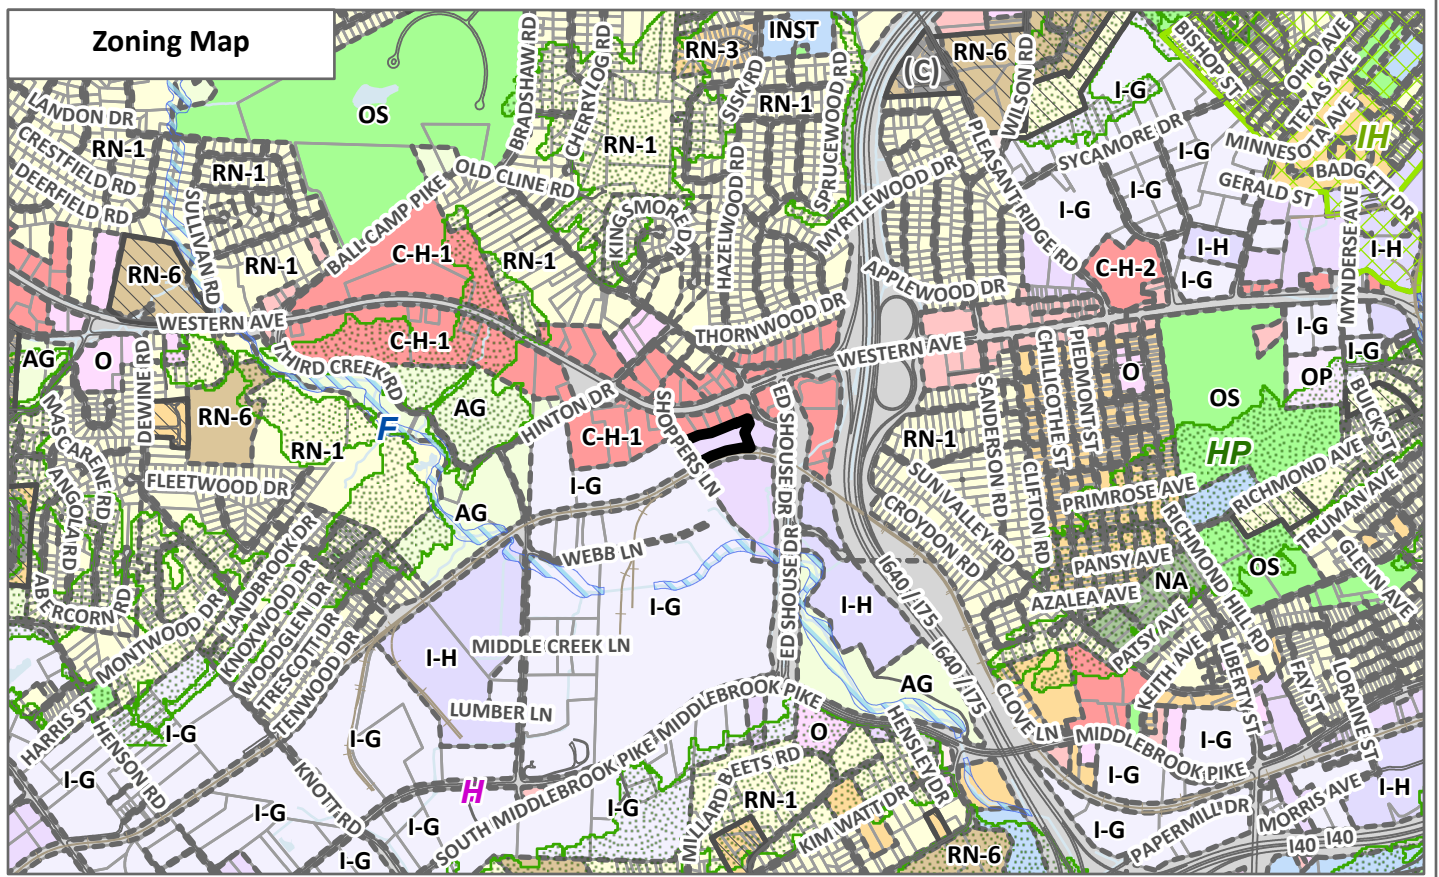 Zoning Map
INST
RN-3
RN-6
(C)
BISHOP ST
OHIO AVE
TEXAS AVE
MINNESOTA AVE
IH
BADGETT DR
LANDON DR
CRESTFIELD RD
DEERFIELD RD
RN-1
RN-1
SULLIVAN RD
OS
BRADSHAW RD
CHERRYLOG RD
SISK RD
RN-1
RN-1
SPRUCEWOOD RD
WILSON RD
I-G
SYCAMORE DR
I-G
I-G
I-G
GERALD ST
PLEASANT RIDGE RD
OLD CLINE RD
BALL CAMP PIKE
KINGSMORE DR
HAZELWOOD RD
MYRTLEWOOD DR
RN-6
RN-1
C-H-1
RN-1
APPLEWOOD DR
C-H-2
I-H
I-G
I-H
MYNDERSE AVE
WESTERN AVE
THORNWOOD DR
WESTERN AVE
AG
O
DEWINE RD
THIRD CREEK RD
C-H-1
AG
HINTON DR
SHOPPERS LN
C-H-1
ED SHOUSE DR
SANDERSON RD
CHILLICOTHE ST
PIEDMONT ST
O
OS
I-G
I-G
OP
BUICK ST
NASCARENE RD
ANGOLA RD
ABERCORN RD
RN-6
RN-1
F
FLEETWOOD DR
AG
I-G
RN-1
SUN VALLEY RD
CLIFTON RD
CROYDON RD
HP
PRIMROSE AVE
RICHMOND AVE
TRUMAN AVE
GLENN AVE
RICHMOND HILL RD
PANSY AVE
NA
AZALEA AVE
OS
WEBB LN
I-G
I-H
ED SHOUSE DR
I640 / I75
I640 / I75
MONTWOOD DR
LANDBROOK DR
KNOXWOOD DR
WOODGLEN DR
TRESCOTT DR
TENWOOD DR
I-H
MIDDLE CREEK LN
LUMBER LN
AG
PATSY AVE
KEITH AVE
LIBERT ST
FAY ST
LORAINE ST
CLOVE LN
HARRIS ST
HENSON RD
I-G
I-G
I-G
I-G
KNOTT RD
H
I-G
I-G
SOUTH MIDDLEBROOK PIKE
MIDDLEBROOK PIKE
O
HENSLEY DR
I-G
MILLARD BEETS RD
RN-1
KIM WATT DR
RN-6
MIDDLEBROOK PIKE
I-G
I-G
I-G
PAPERMILL DR
MORRIS AVE
I-H
I40
I40